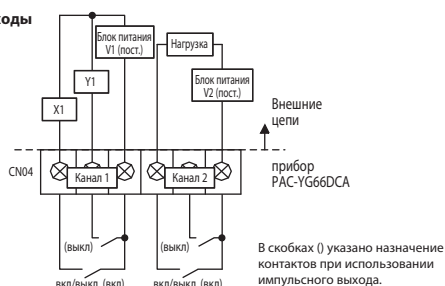 ходы
Блок питания
V1 (пост.)
Нагрузка
Y1
Блок питания
V2 (пост.)
X1
Внешние
цепи
CN04
Канал 1
Канал 2
прибор
PAC-YG66DCA
(выкл)
(выкл)
В скобках () указано назначение
контактов при использовании
импульсного выхода.
вкл/выкл (вкл)
вкл/выкл (вкл)